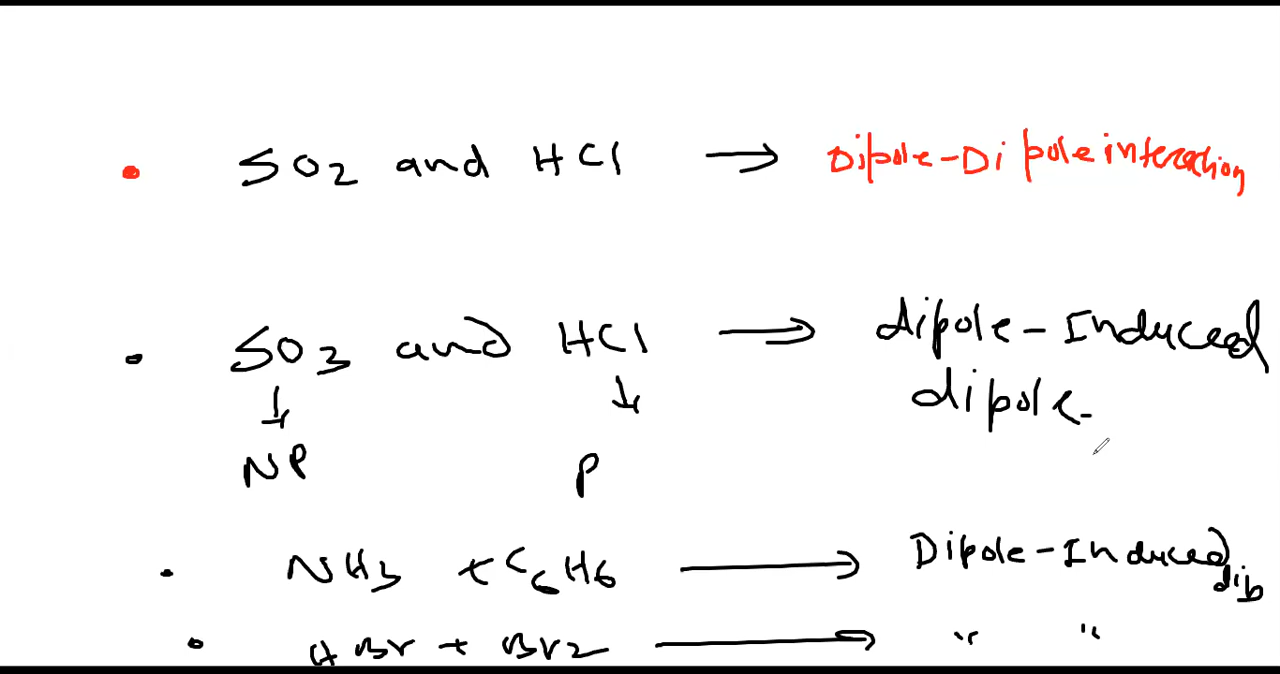 • SO2 and HCl → Dipole-Dipole interaction
• SO3 and HCl → dipole-Induced
dipole-
↓ ↓
NP P
• NH3 + C6H6 → Dipole-Induced dip
• HBr + Br2 → " "